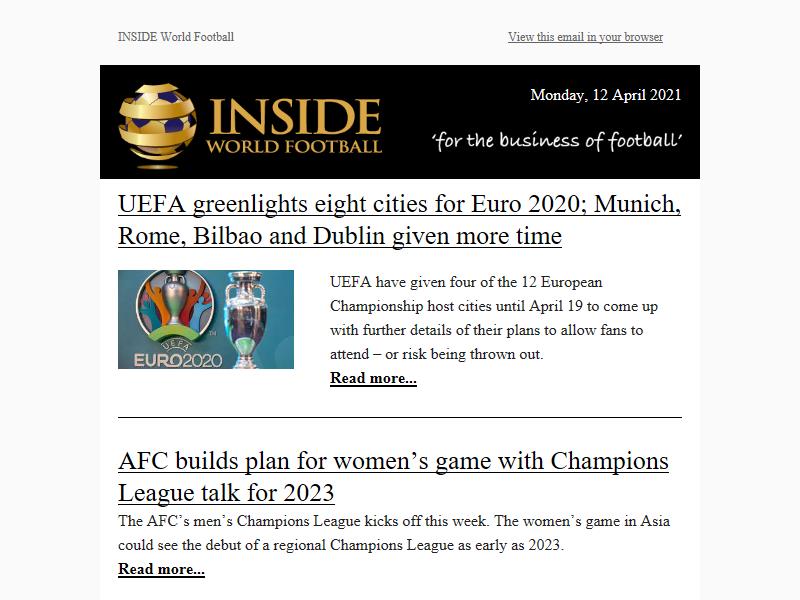 INSIDE World Football
View this email in your browser
INSIDE
WORLD FOOTBALL
Monday, 12 April 2021
‘for the business of football’
UEFA greenlights eight cities for Euro 2020; Munich,
Rome, Bilbao and Dublin given more time
UEFA
EURO2020
UEFA have given four of the 12 European
Championship host cities until April 19 to come up
with further details of their plans to allow fans to
attend – or risk being thrown out.
Read more...
AFC builds plan for women’s game with Champions
League talk for 2023
The AFC’s men’s Champions League kicks off this week. The women’s game in Asia
could see the debut of a regional Champions League as early as 2023.
Read more...